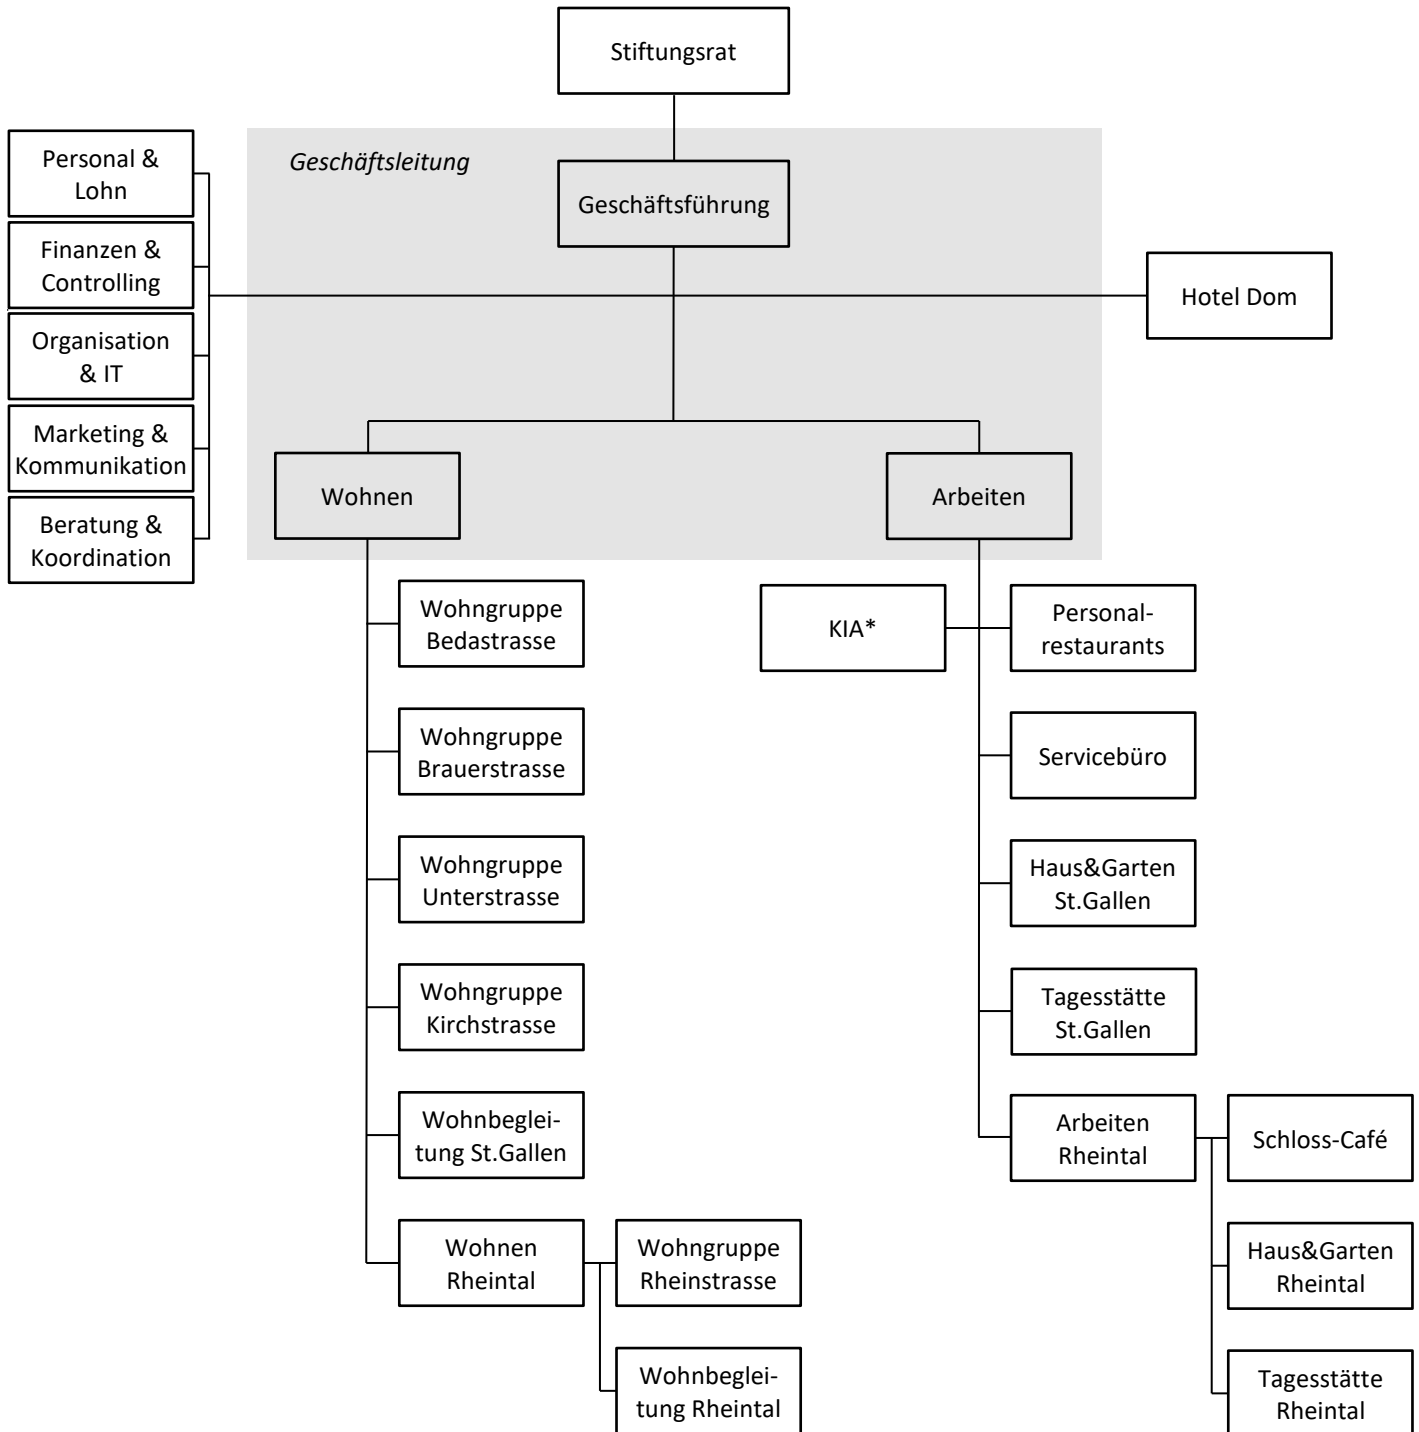 Stiftungsrat
Geschäftsleitung
Geschäftsführung
Personal &
Lohn
Finanzen &
Controlling
Organisation
& IT
Marketing &
Kommunikation
Beratung &
Koordination
Hotel Dom
Wohnen
Arbeiten
Wohngruppe
Bedastrasse
Wohngruppe
Brauerstrasse
Wohngruppe
Unterstrasse
Wohngruppe
Kirchstrasse
Wohnbeglei-
tung St.Gallen
Wohnen
Rheintal
Wohngruppe
Rheinstrasse
Wohnbeglei-
tung Rheintal
KIA*
Personal-
restaurants
Servicebüro
Haus&Garten
St.Gallen
Tagesstätte
St.Gallen
Arbeiten
Rheintal
Schloss-Café
Haus&Garten
Rheintal
Tagesstätte
Rheintal